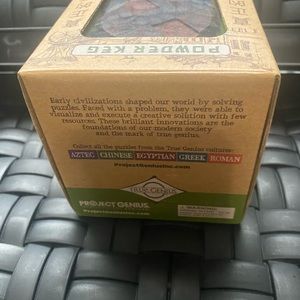 POWDER KEG
Early civilizations shaped our world by solving
puzzles. Faced with a problem, they were able to
visualize and execute a creative solution with few
resources. These brilliant innovations are the
foundations of our modern society
and the mark of true genius.
Collect all the puzzles from the True Genius cultures:
AZTEC CHINESE EGYPTIAN GREEK ROMAN
ProjectGeniusInc.com
TRUE GENIUS
PROJECT GENIUS
ProjectGeniusInc.com
WARNING